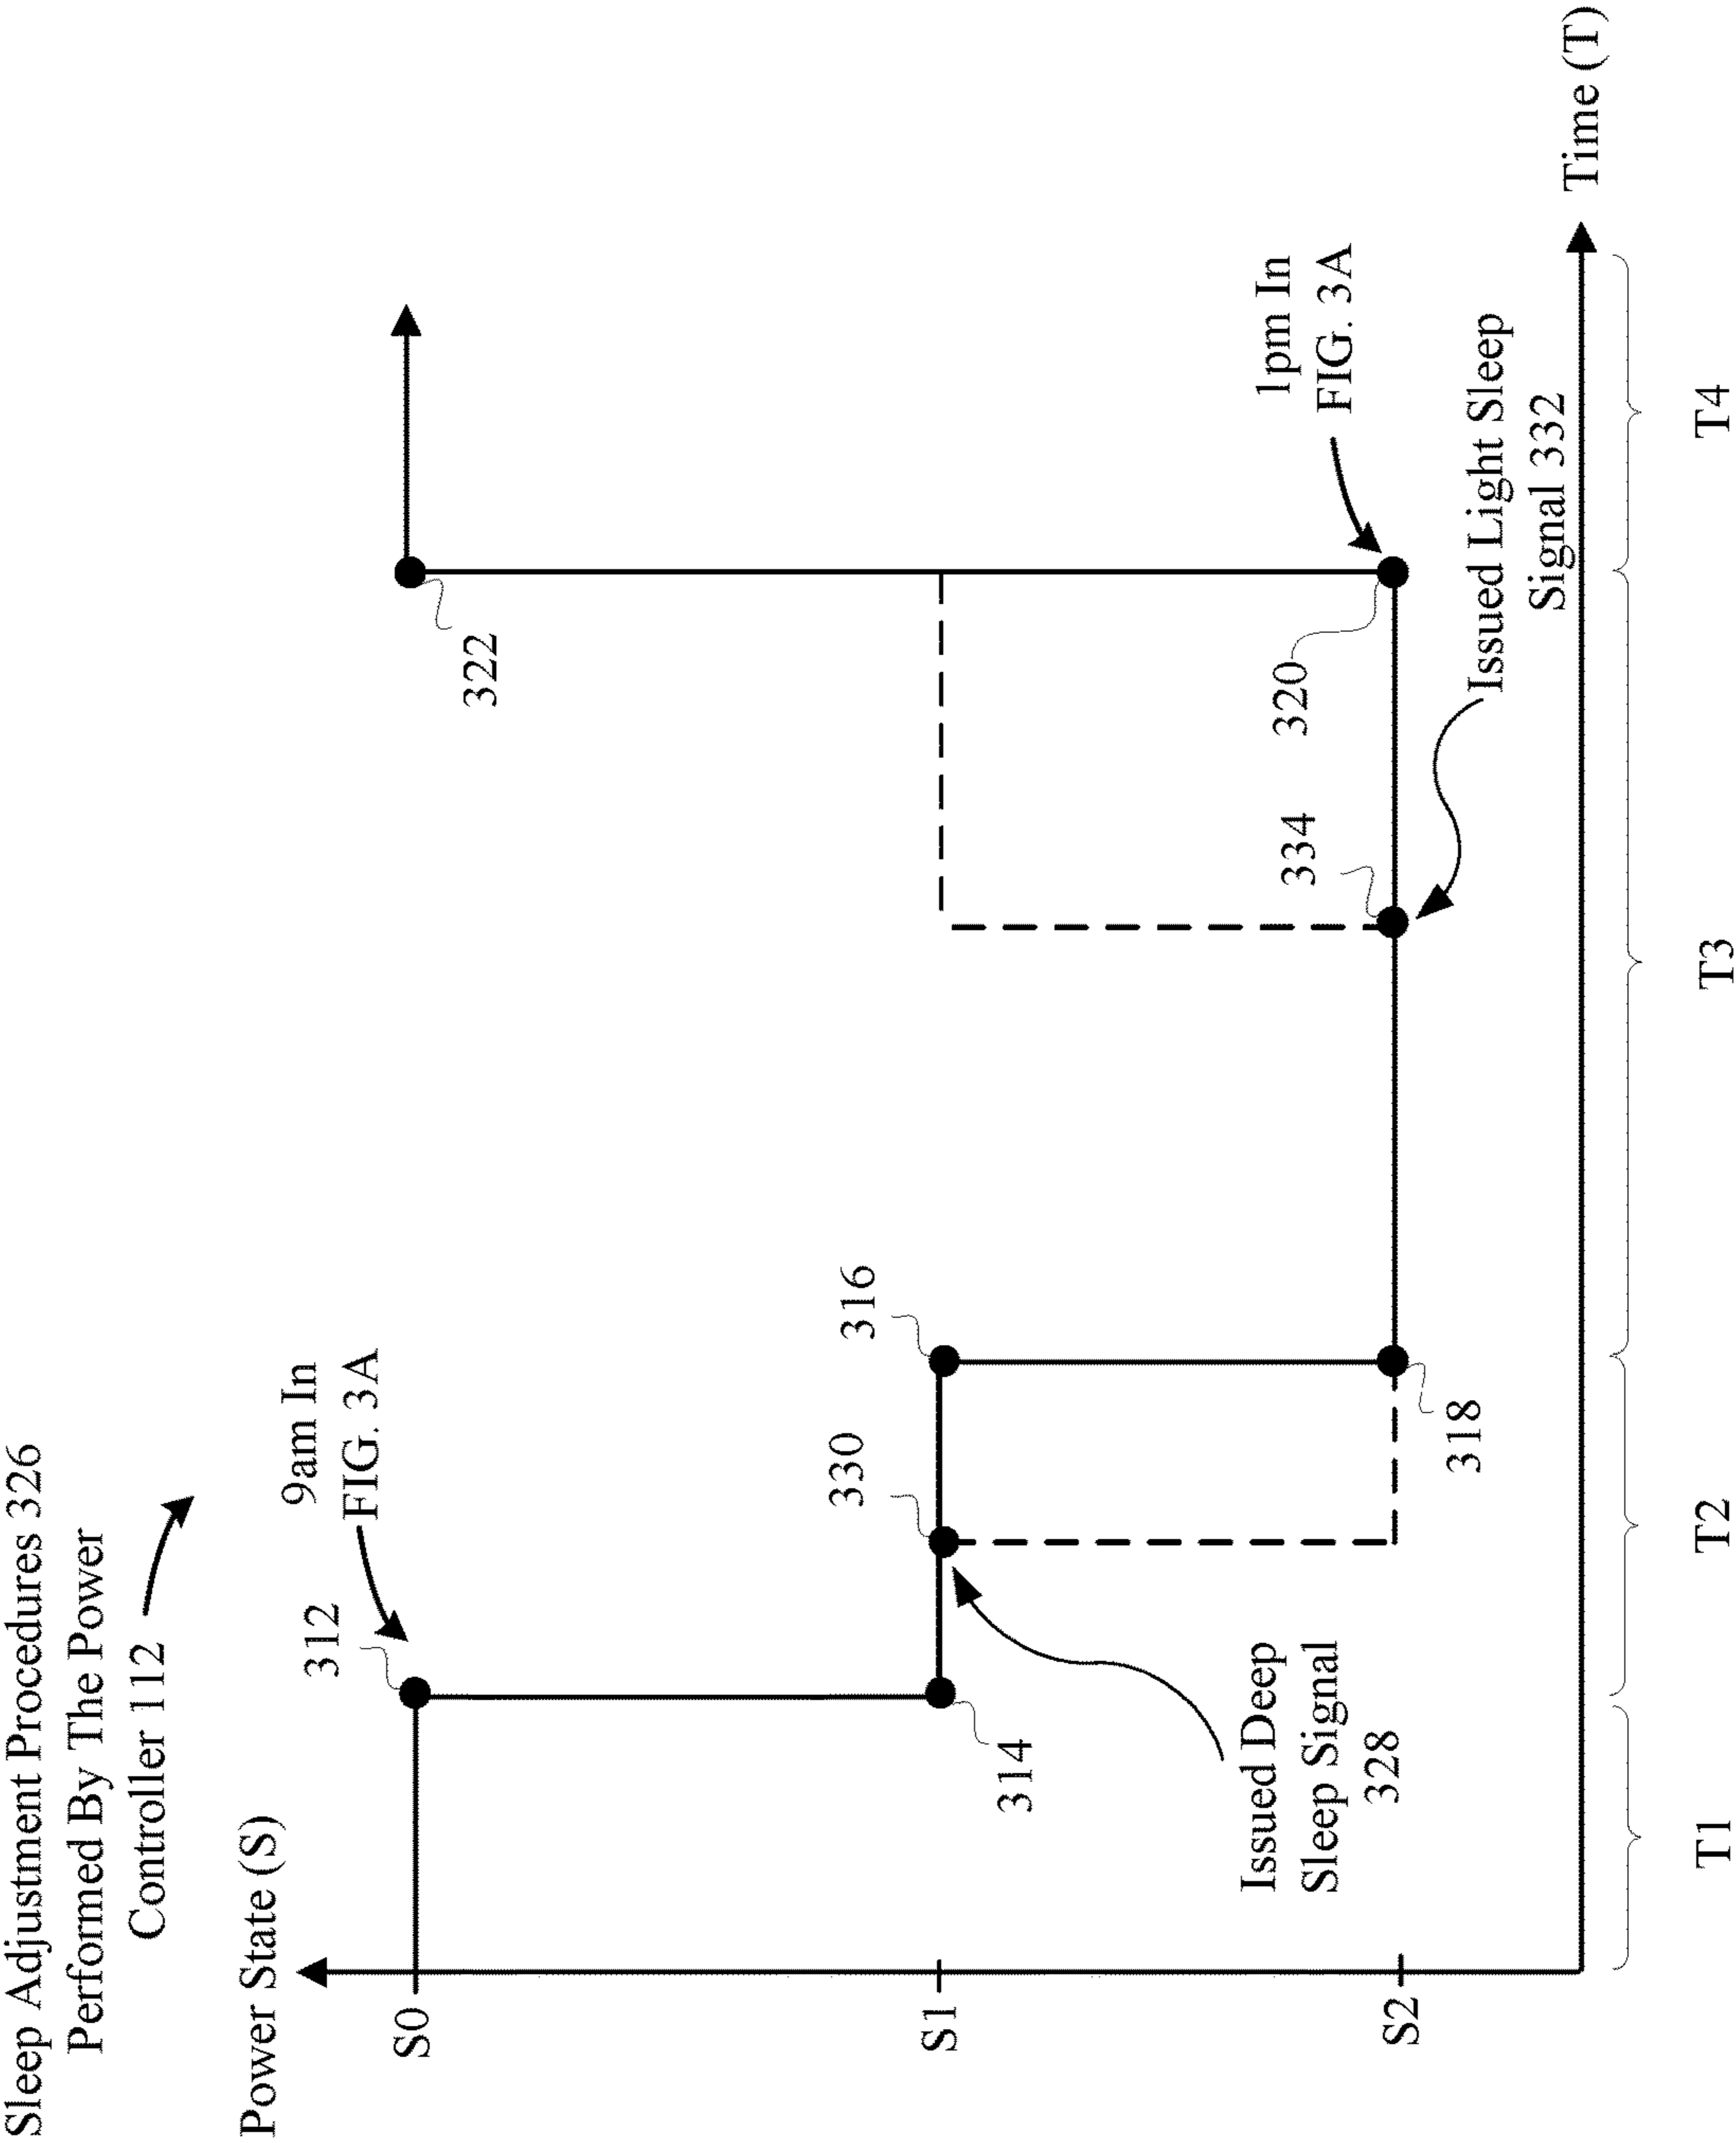 Sleep Adjustment Procedures 326
Performed By The Power
Controller 112
Power State (S)
9am In
FIG. 3A
312
322
S0
330
316
S1
314
334
320
1pm In
FIG. 3A
Issued Deep
Sleep Signal
328
318
S2
Issued Light Sleep
Signal 332
Time (T)
T1
T2
T3
T4